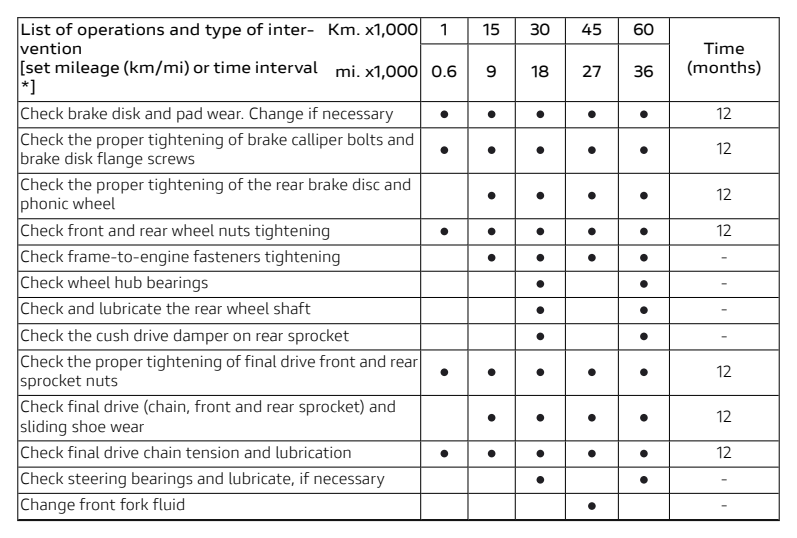 List of operations and type of inter- Km. x1,000 1 15 30 45 60 Time (months)
vention
[set mileage (km/mi) or time interval mi. x1,000 0.6 9 18 27 36
*]
Check brake disk and pad wear. Change if necessary ● ● ● ● ● 12
Check the proper tightening of brake calliper bolts and
brake disk flange screws ● ● ● ● ● 12
Check the proper tightening of the rear brake disc and
phonic wheel ● ● ● ● 12
Check front and rear wheel nuts tightening ● ● ● ● ● 12
Check frame-to-engine fasteners tightening ● ● ● ● -
Check wheel hub bearings ● ● -
Check and lubricate the rear wheel shaft ● ● -
Check the cush drive damper on rear sprocket ● ● -
Check the proper tightening of final drive front and rear
sprocket nuts ● ● ● ● ● 12
Check final drive (chain, front and rear sprocket) and
sliding shoe wear ● ● ● ● 12
Check final drive chain tension and lubrication ● ● ● ● ● 12
Check steering bearings and lubricate, if necessary ● ● -
Change front fork fluid ● -